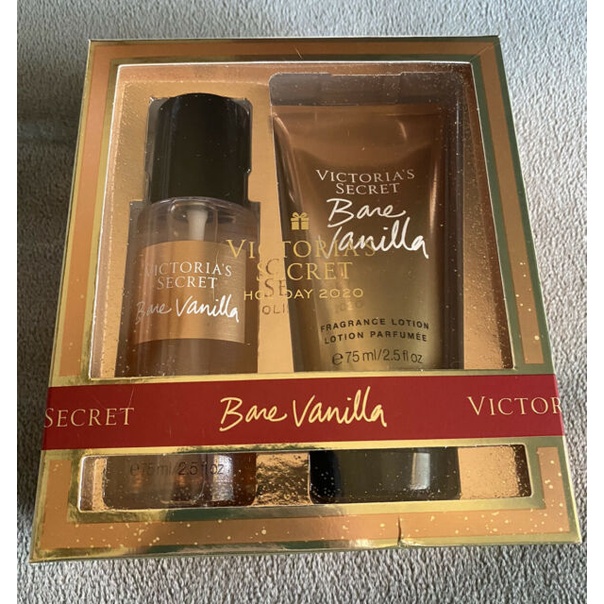 VICTORIA'S
SECRET
Bare Vanilla
75 ml/2.5 fl oz
VICTORIA'S
SECRET
HOLIDAY 2020
VICTORIA'S
SECRET
Bare
Vanilla
FRAGRANCE LOTION
LOTION PARFUMÉE
℮ 75 ml/2.5 fl oz
SECRET Bare Vanilla VICTOR